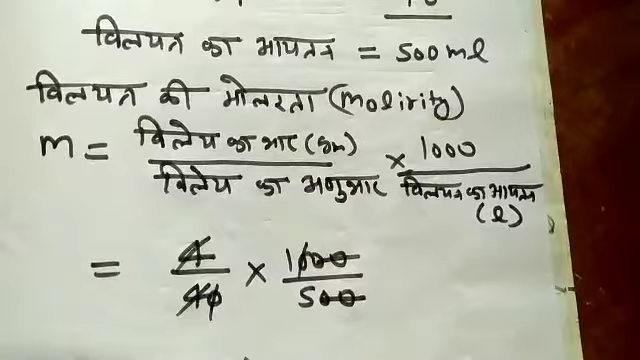 विलयन का आयतन = 500ml
विलयन की मोलरता (molirity)
m = विलेय का भार (gm) / विलेय का अणुभार × 1000 / विलयन का आयतन (l)
= 4 / 40 × 1000 / 500